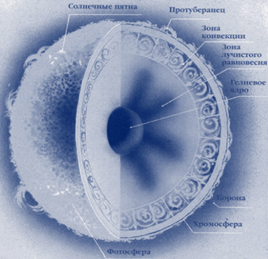 Солнечные пятна
Протуберанец
Зона
конвекции
Зона
лучистого
равновесия
Гелиевое
ядро
Корона
Хромосфера
Фотосфера